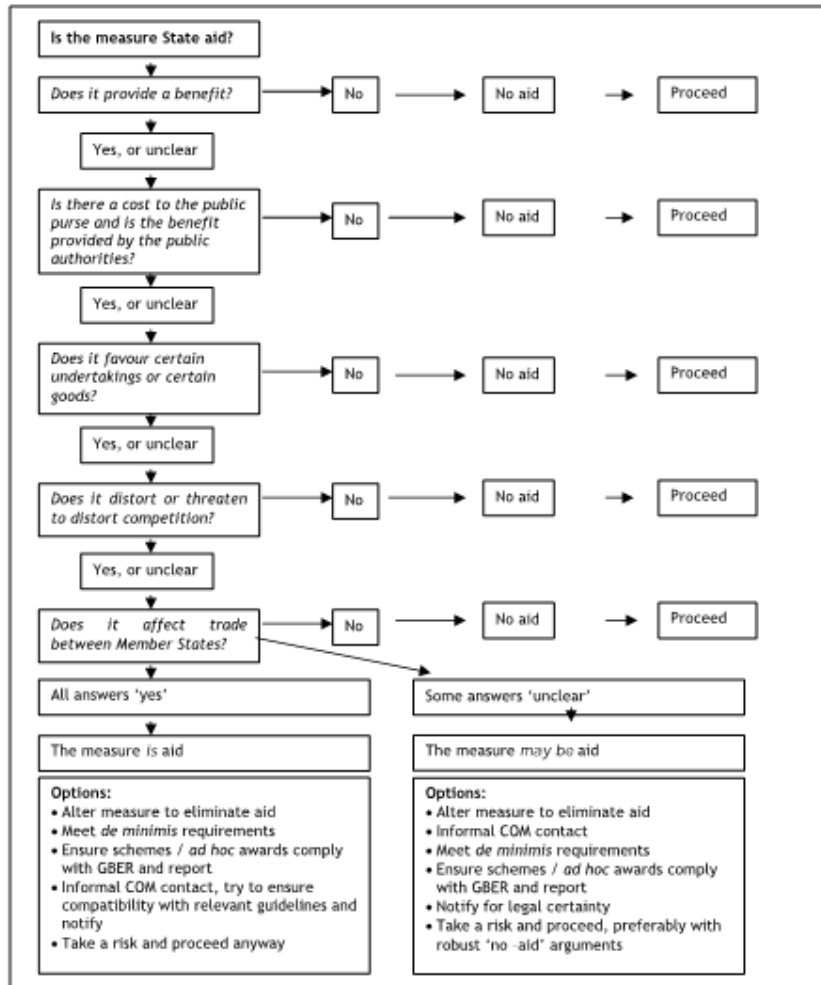 Is the measure State aid?
Does it provide a benefit?
No
No aid
Proceed
Yes, or unclear
Is there a cost to the public
purse and is the benefit
provided by the public
authorities?
No
No aid
Proceed
Yes, or unclear
Does it favour certain
undertakings or certain
goods?
No
No aid
Proceed
Yes, or unclear
Does it distort or threaten
to distort competition?
No
No aid
Proceed
Yes, or unclear
Does it affect trade
between Member States?
No
No aid
Proceed
All answers ‘yes’
Some answers ‘unclear’
The measure is aid
The measure may be aid
Options:
• Alter measure to eliminate aid
• Meet de minimis requirements
• Ensure schemes / ad hoc awards comply
with GBER and report
• Informal COM contact, try to ensure
compatibility with relevant guidelines and
notify
• Take a risk and proceed anyway
Options:
• Alter measure to eliminate aid
• Informal COM contact
• Meet de minimis requirements
• Ensure schemes / ad hoc awards comply
with GBER and report
• Notify for legal certainty
• Take a risk and proceed, preferably with
robust ‘no –aid’ arguments